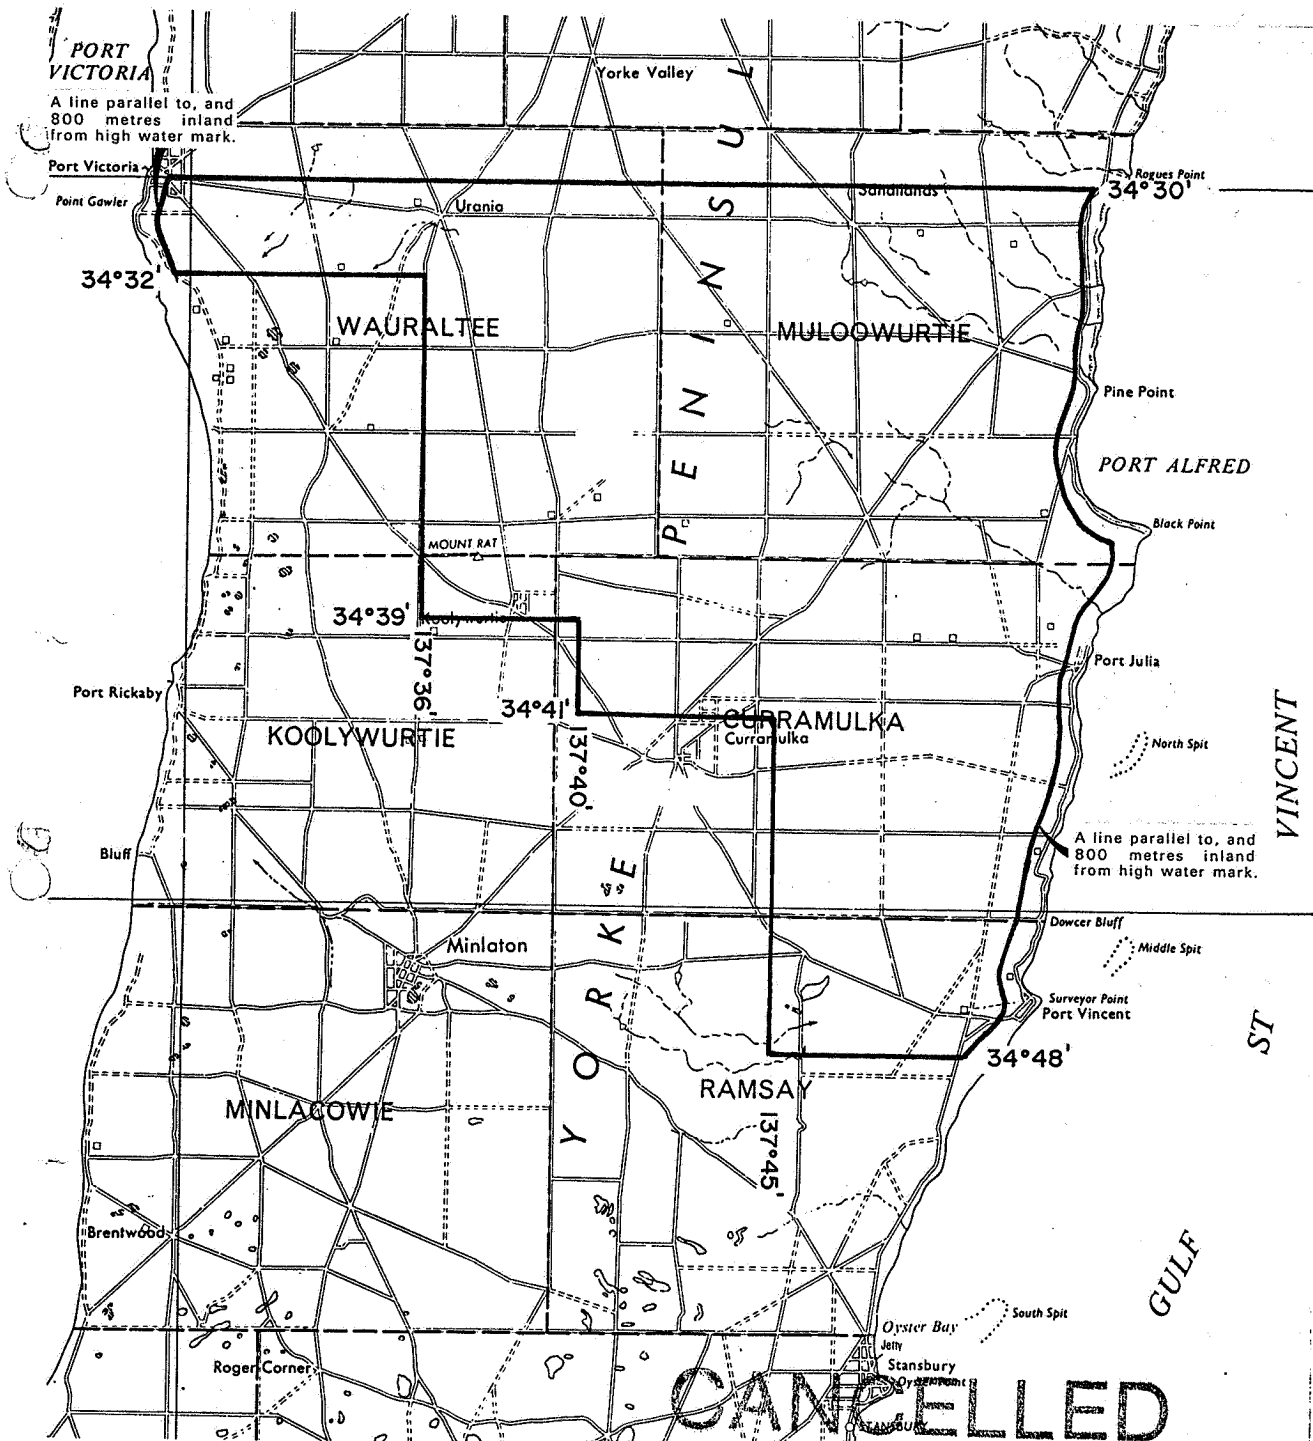 PORT
VICTORIA
Yorke Valley
A line parallel to, and
800 metres inland
from high water mark.
Port Victoria
Rogues Point
34°30'
Sandilands
Point Gawler
Urania
34°32'
WAURALTEE
MULOOWURTIE
Pine Point
PORT ALFRED
Black Point
MOUNT RAT
34°39'
Koolywurtie
137°36'
Port Julia
Port Rickaby
34°41'
CURRAMULKA
Curramulka
KOOLYWURTIE
137°40'
North Spit
VINCENT
A line parallel to, and
800 metres inland
from high water mark.
Bluff
Dowcer Bluff
Minlaton
Middle Spit
Surveyor Point
Port Vincent
ST
34°48'
RAMSAY
MINLACOWIE
137°45'
YORKE PENINSUL
Brentwood
GULF
South Spit
Oyster Bay
Jetty
Roger Corner
Stansbury
Oyster Point
CANCELLED
STANSBURY